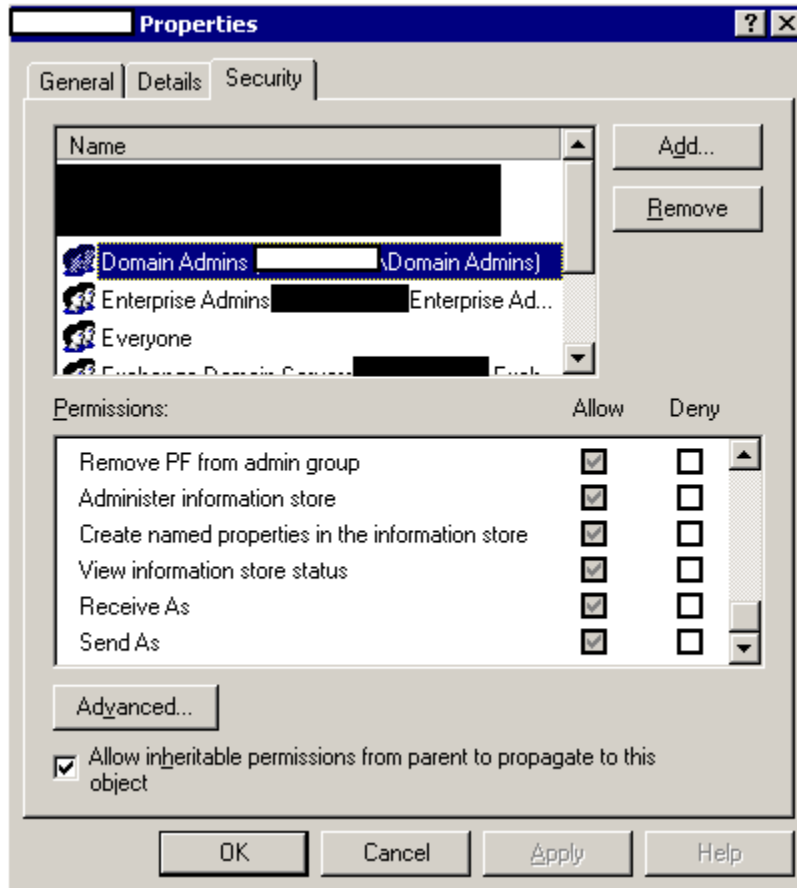 Properties
General Details Security
Name
Add...
Remove
Domain Admins \Domain Admins)
Enterprise Admins Enterprise Ad...
Everyone
Exchange Domain Servers
Permissions: Allow Deny
Remove PF from admin group
Administer information store
Create named properties in the information store
View information store status
Receive As
Send As
Advanced...
Allow inheritable permissions from parent to propagate to this
object
OK Cancel Apply Help